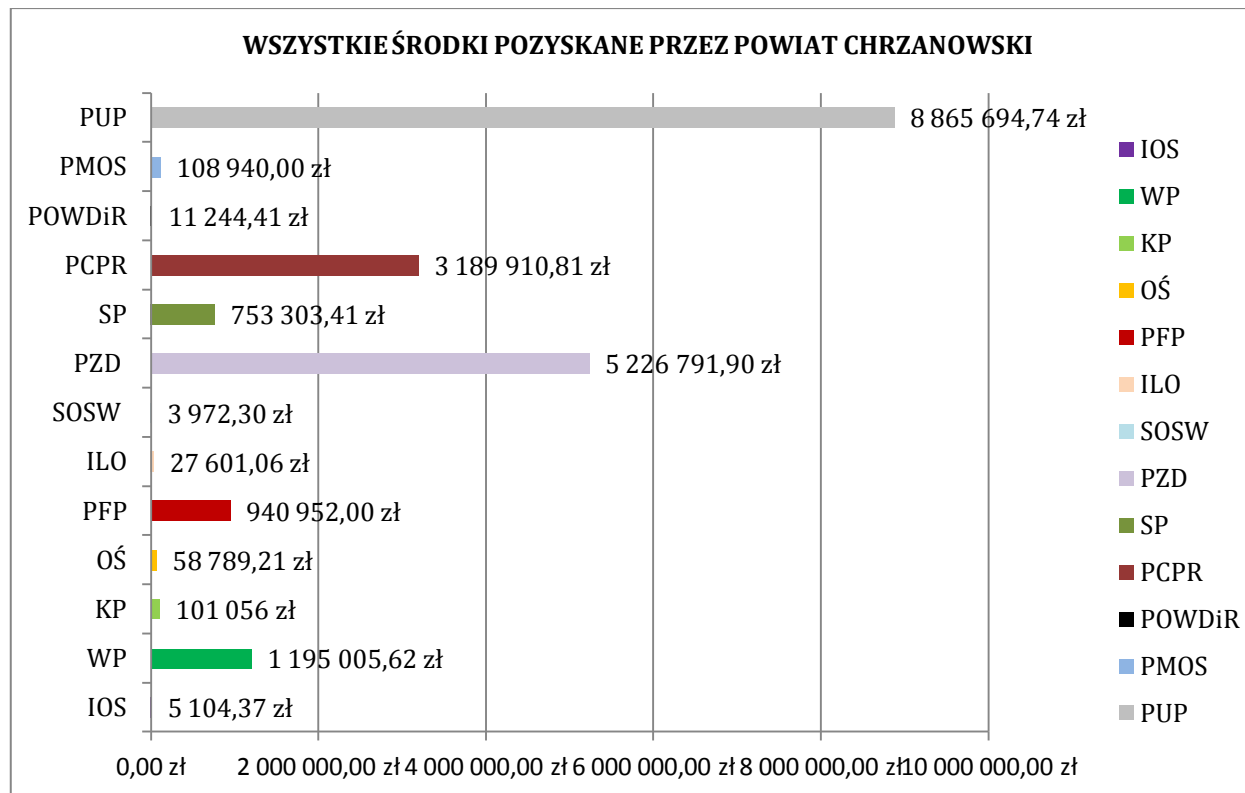 WSZYSTKIE ŚRODKI POZYSKANE PRZEZ POWIAT CHRZANOWSKI
PUP 8 865 694,74 zł
PMOS 108 940,00 zł
POWDiR 11 244,41 zł
PCPR 3 189 910,81 zł
SP 753 303,41 zł
PZD 5 226 791,90 zł
SOSW 3 972,30 zł
ILO 27 601,06 zł
PFP 940 952,00 zł
OŚ 58 789,21 zł
KP 101 056 zł
WP 1 195 005,62 zł
IOS 5 104,37 zł
0,00 zł 2 000 000,00 zł 4 000 000,00 zł 6 000 000,00 zł 8 000 000,00 zł 10 000 000,00 zł
IOS
WP
KP
OŚ
PFP
ILO
SOSW
PZD
SP
PCPR
POWDiR
PMOS
PUP